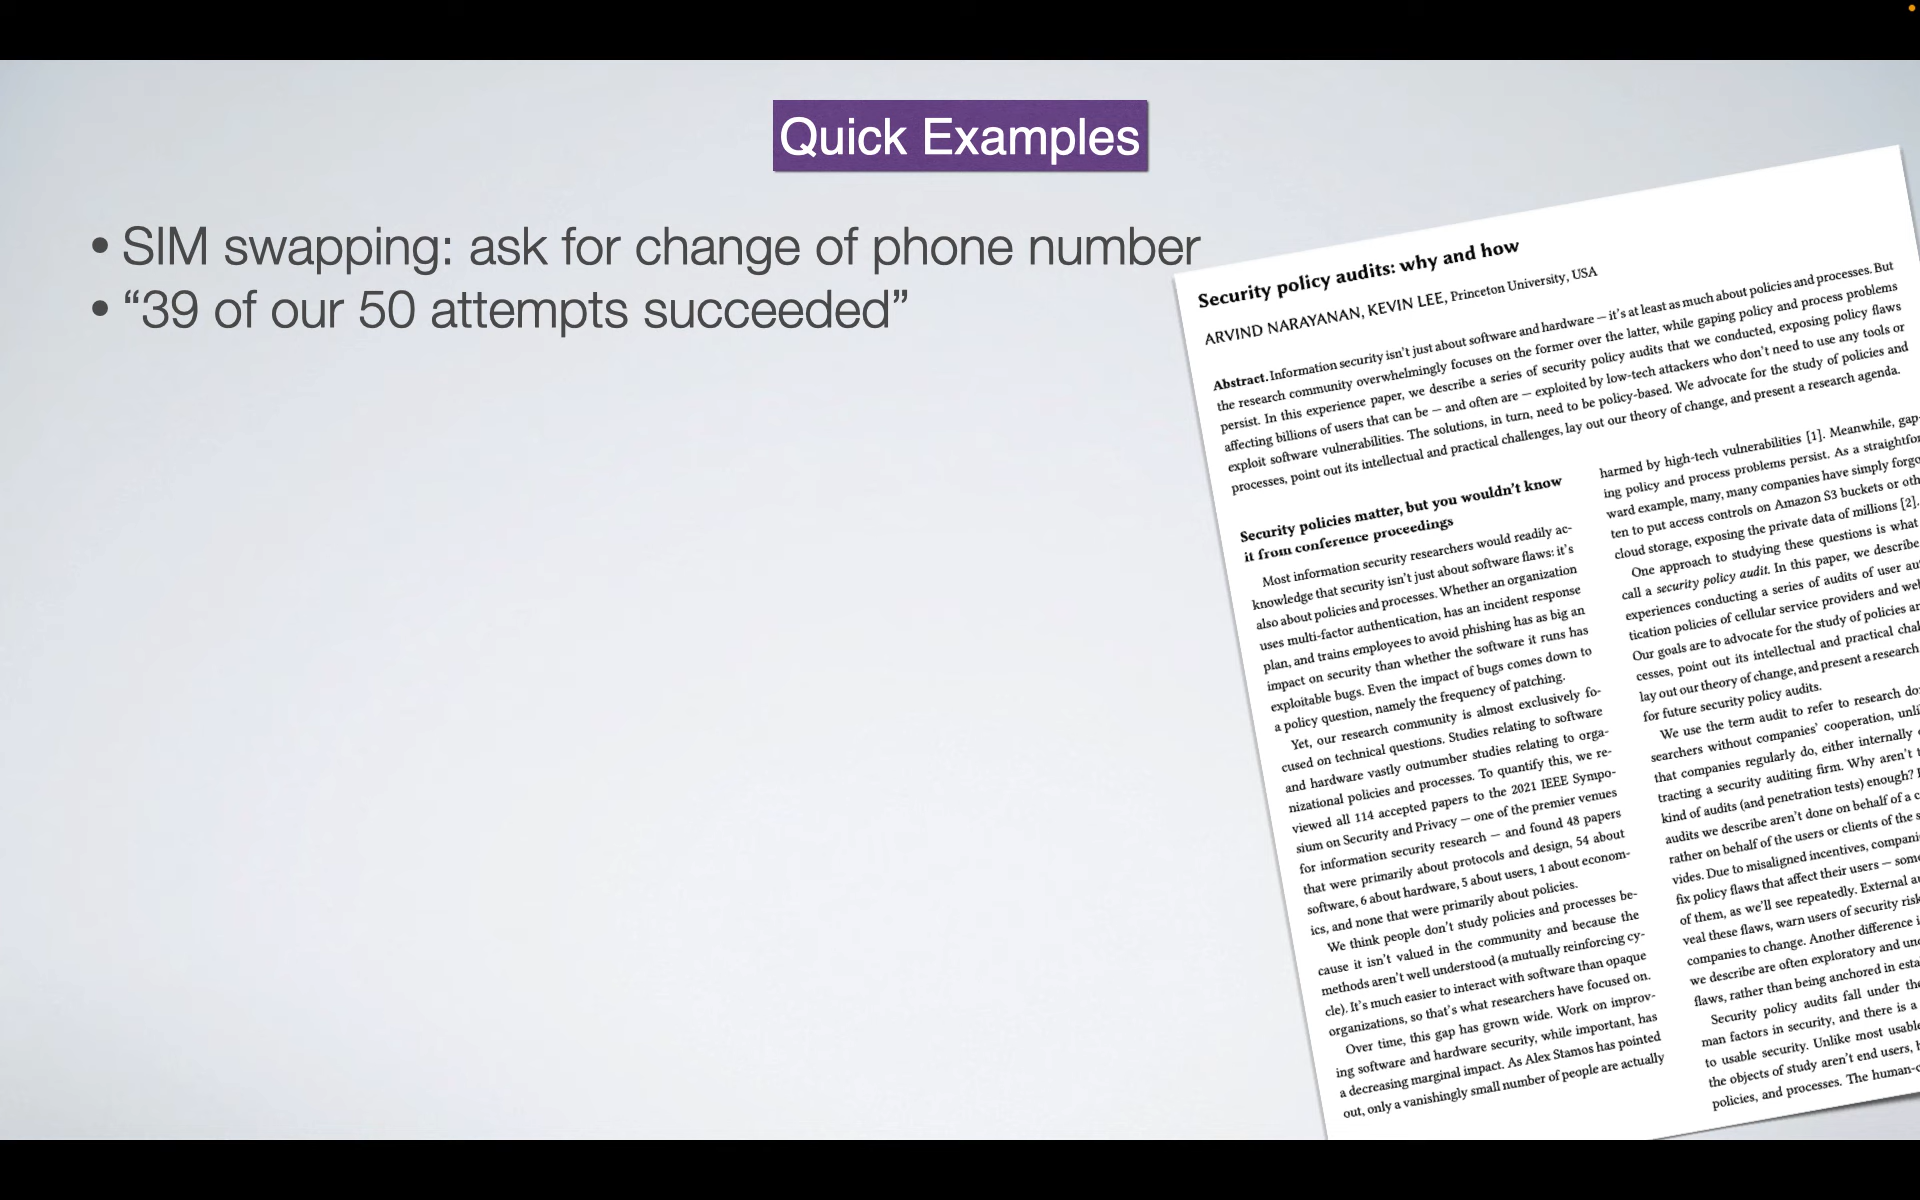 Quick Examples
• SIM swapping: ask for change of phone number
• “39 of our 50 attempts succeeded”
Security policy audits: why and how
ARVIND NARAYANAN, KEVIN LEE, Princeton University, USA
Abstract. Information security isn’t just about software and hardware — it’s at least as much about policies and processes. But
the research community overwhelmingly focuses on the former over the latter, while gaping policy and process problems
persist. In this experience paper, we describe a series of security policy audits that we conducted, exposing policy flaws
affecting billions of users that can be — and often are — exploited by low-tech attackers who don’t need to use any tools or
exploit software vulnerabilities. The solutions, in turn, need to be policy-based. We advocate for the study of policies and
processes, point out its intellectual and practical challenges, lay out our theory of change, and present a research agenda.
Security policies matter, but you wouldn’t know
it from conference proceedings
Most information security researchers would readily ac-
knowledge that security isn’t just about software flaws: it’s
also about policies and processes. Whether an organization
uses multi-factor authentication, has an incident response
plan, and trains employees to avoid phishing has as big an
impact on security than whether the software it runs has
exploitable bugs. Even the impact of bugs comes down to
a policy question, namely the frequency of patching.
Yet, our research community is almost exclusively fo-
cused on technical questions. Studies relating to software
and hardware vastly outnumber studies relating to orga-
nizational policies and processes. To quantify this, we re-
viewed all 114 accepted papers to the 2021 IEEE Sympo-
sium on Security and Privacy — one of the premier venues
for information security research — and found 48 papers
that were primarily about protocols and design, 54 about
software, 6 about hardware, 5 about users, 1 about econom-
ics, and none that were primarily about policies.
We think people don’t study policies and processes be-
cause it isn’t valued in the community and because the
methods aren’t well understood (a mutually reinforcing cy-
cle). It’s much easier to interact with software than opaque
organizations, so that’s what researchers have focused on.
Over time, this gap has grown wide. Work on improv-
ing software and hardware security, while important, has
a decreasing marginal impact. As Alex Stamos has pointed
out, only a vanishingly small number of people are actually
harmed by high-tech vulnerabilities [1]. Meanwhile, gap-
ing policy and process problems persist. As a straightfor
ward example, many, many companies have simply forgo
ten to put access controls on Amazon S3 buckets or oth
cloud storage, exposing the private data of millions [2].
One approach to studying these questions is what
call a security policy audit. In this paper, we describe
experiences conducting a series of audits of user au
tication policies of cellular service providers and we
Our goals are to advocate for the study of policies an
cesses, point out its intellectual and practical chal
lay out our theory of change, and present a research
for future security policy audits.
We use the term audit to refer to research do
searchers without companies’ cooperation, unli
that companies regularly do, either internally
tracting a security auditing firm. Why aren’t t
kind of audits (and penetration tests) enough?
audits we describe aren’t done on behalf of a c
rather on behalf of the users or clients of the s
vides. Due to misaligned incentives, compani
fix policy flaws that affect their users — some
of them, as we’ll see repeatedly. External a
veal these flaws, warn users of security risk
companies to change. Another difference i
we describe are often exploratory and un
flaws, rather than being anchored in esta
Security policy audits fall under the
man factors in security, and there is a
to usable security. Unlike most usabl
the objects of study aren’t end users,
policies, and processes. The human-c